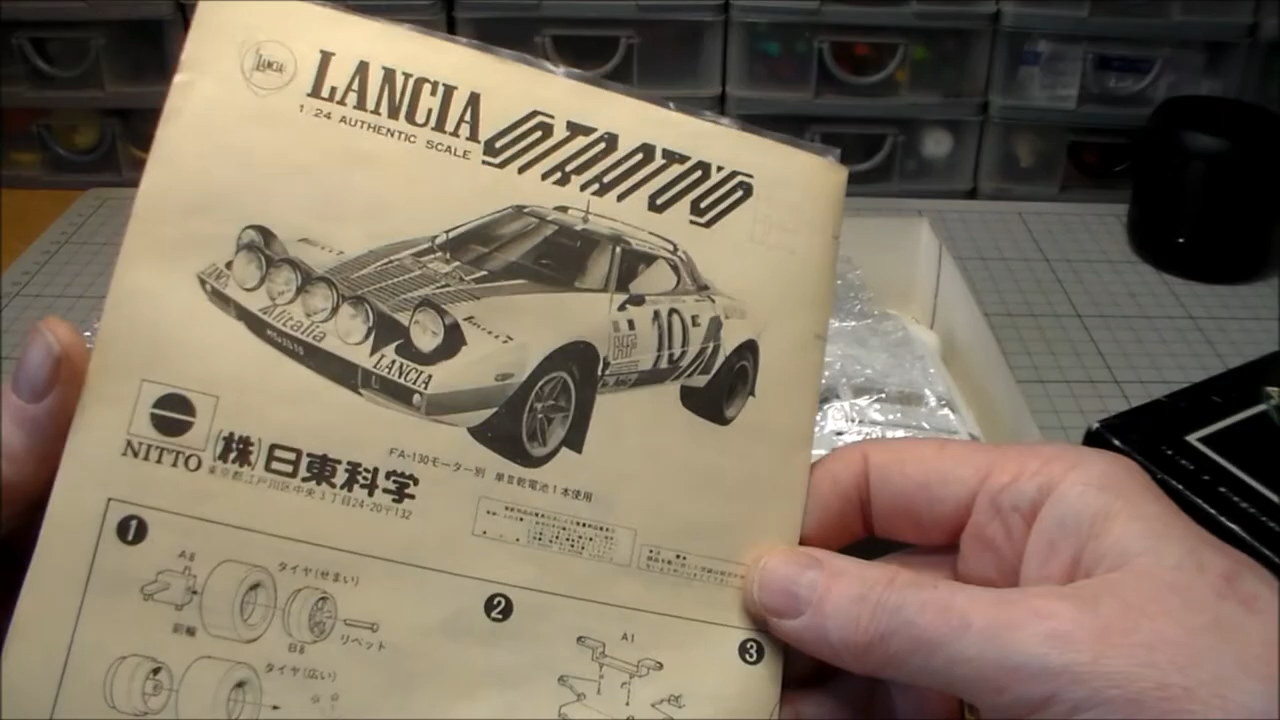 LANCIA
LANCIA STRATOS
1/24 AUTHENTIC SCALE
PIRELLI
PIRELLI
Alitalia
LANCIA
HF
10
NITTO
(株)日東科学
東京都江戸川区中央3丁目24-20〒132
FA-130モーター別 単Ⅲ乾電池1本使用
1
A8
タイヤ(せまい)
前輪
B8
リベット
タイヤ(広い)
2
A1
3